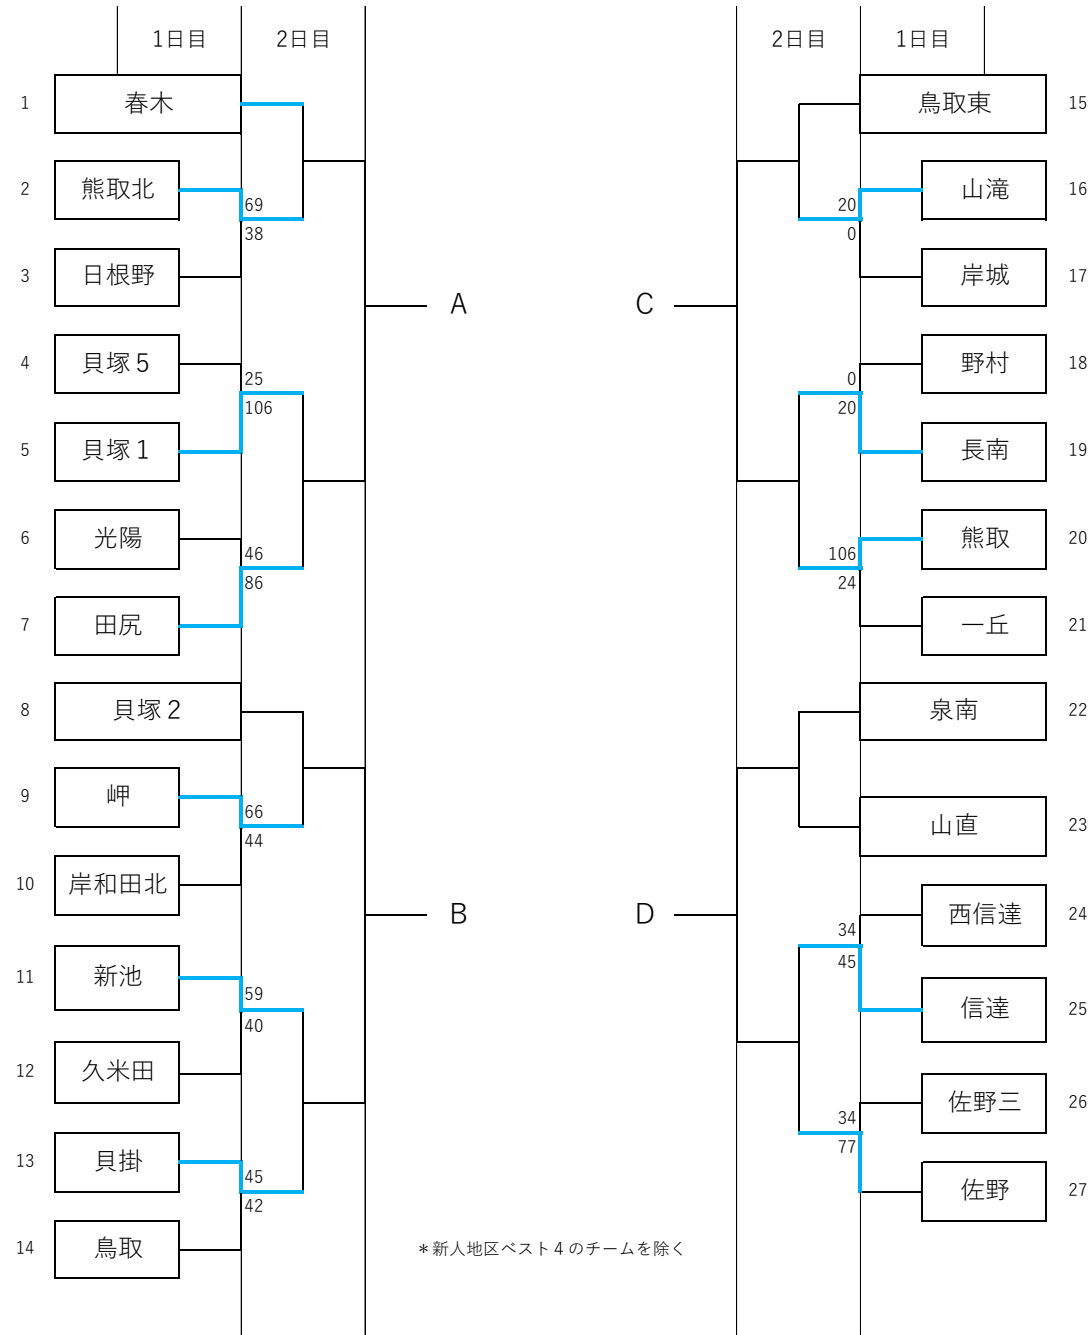 1日目 2日目 2日目 1日目
1 春木 鳥取東 15
2 熊取北 69 20 山滝 16
38 0
3 日根野 岸城 17
A C
4 貝塚５ 25 0 野村 18
106 20
5 貝塚１ 長南 19
6 光陽 46 106 熊取 20
86 24
7 田尻 一丘 21
8 貝塚２ 泉南 22
9 岬 66 山直 23
44
10 岸和田北 西信達 24
B D 34
45
11 新池 59 信達 25
40
12 久米田 佐野三 26
34
77
13 貝掛 45 佐野 27
42
14 鳥取
＊新人地区ベスト４のチームを除く